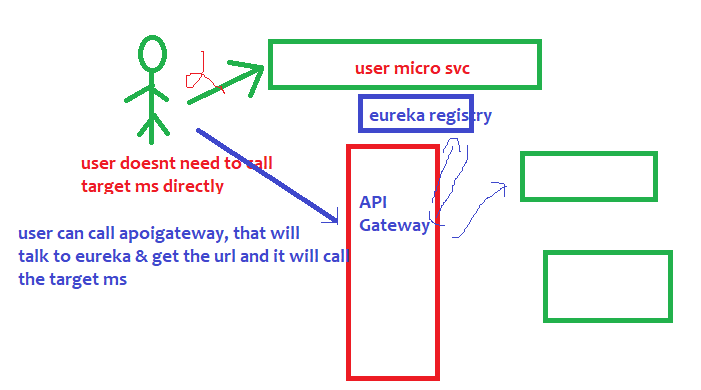 user micro svc
eureka registry
user doesnt need to call
target ms directly
API
Gateway
user can call apoigateway, that will
talk to eureka & get the url and it will call
the target ms